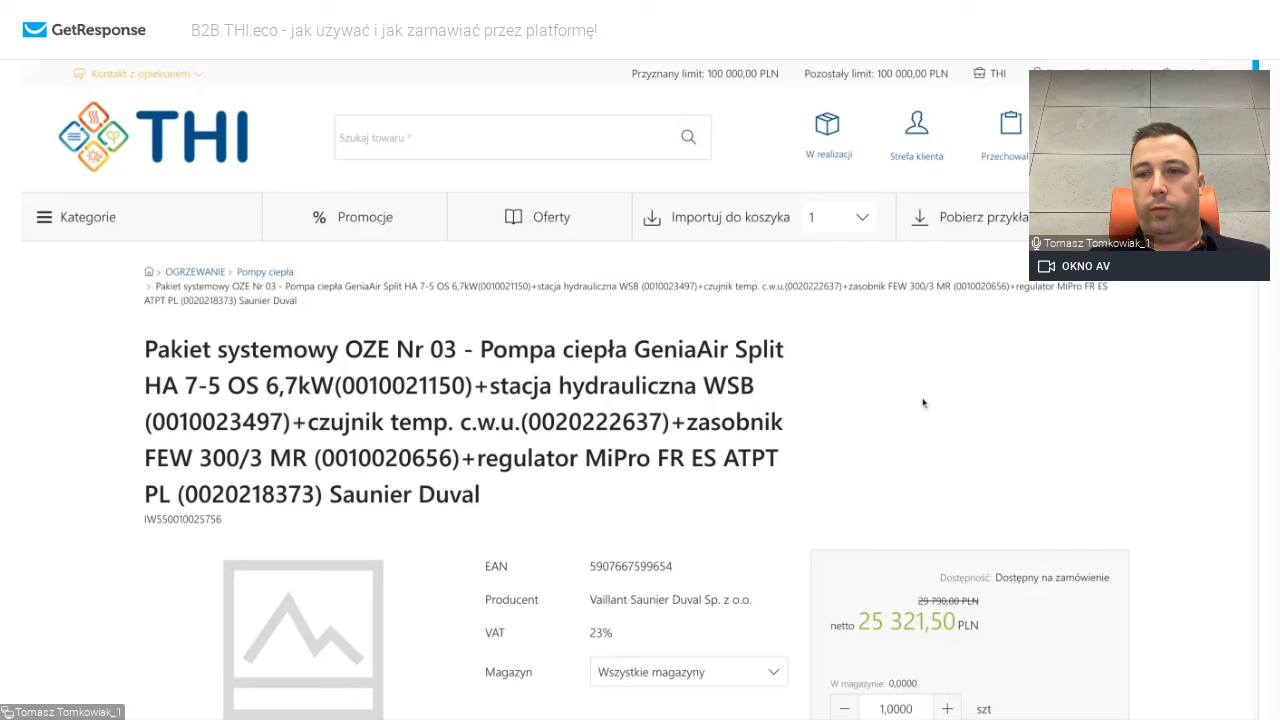 GetResponse
B2B.THI.eco - jak używać i jak zamawiać przez platformę!
Kontakt z opiekunem
Przyznany limit: 100 000,00 PLN
Pozostały limit: 100 000,00 PLN
THI
THI
Szukaj towaru *
W realizacji
Strefa klienta
Przechowal
Tomasz Tomkowiak_1
OKNO AV
Kategorie
Promocje
Oferty
Importuj do koszyka
1
Pobierz przykła
OGRZEWANIE > Pompy ciepła
> Pakiet systemowy OZE Nr 03 - Pompa ciepła GeniaAir Split HA 7-5 OS 6,7kW(0010021150)+stacja hydrauliczna WSB (0010023497)+czujnik temp. c.w.u.(0020222637)+zasobnik FEW 300/3 MR (0010020656)+regulator MiPro FR ES
ATPT PL (0020218373) Saunier Duval
Pakiet systemowy OZE Nr 03 - Pompa ciepła GeniaAir Split
HA 7-5 OS 6,7kW(0010021150)+stacja hydrauliczna WSB
(0010023497)+czujnik temp. c.w.u.(0020222637)+zasobnik
FEW 300/3 MR (0010020656)+regulator MiPro FR ES ATPT
PL (0020218373) Saunier Duval
IW550010025756
EAN 5907667599654
Producent Vaillant Saunier Duval Sp. z o.o.
VAT 23%
Magazyn Wszystkie magazyny
Dostępność: Dostępny na zamówienie
29 790,00 PLN
netto 25 321,50 PLN
W magazynie: 0,0000
− 1,0000 + szt
Tomasz Tomkowiak_1